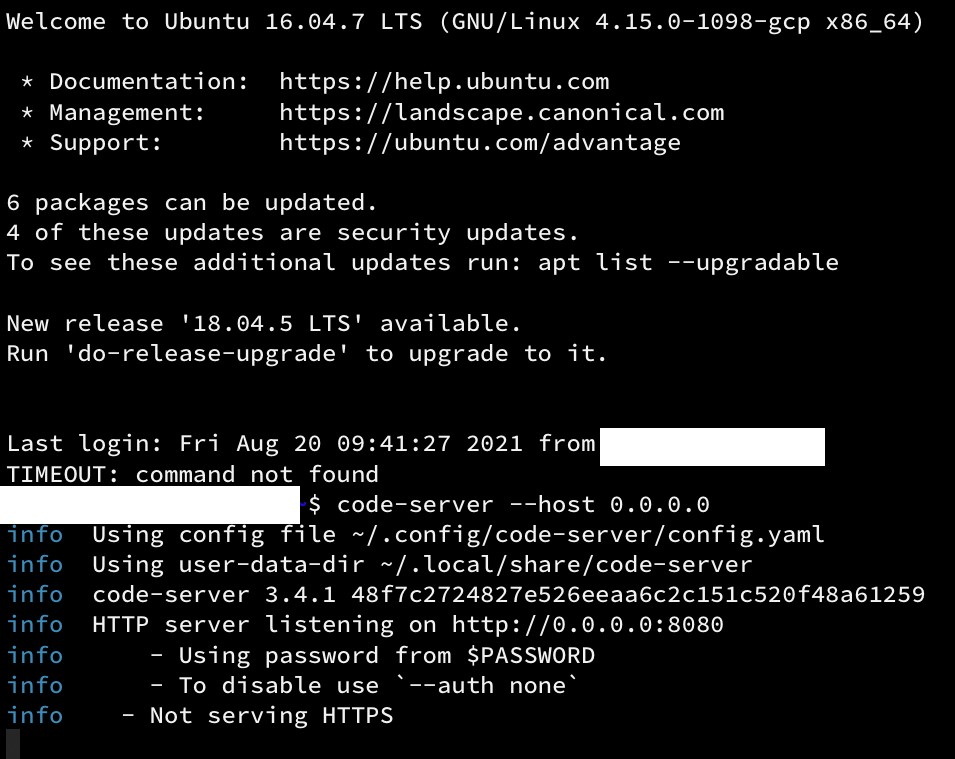 Welcome to Ubuntu 16.04.7 LTS (GNU/Linux 4.15.0-1098-gcp x86_64)
* Documentation:  https://help.ubuntu.com
* Management:     https://landscape.canonical.com
* Support:        https://ubuntu.com/advantage
6 packages can be updated.
4 of these updates are security updates.
To see these additional updates run: apt list --upgradable
New release '18.04.5 LTS' available.
Run 'do-release-upgrade' to upgrade to it.
Last login: Fri Aug 20 09:41:27 2021 from
TIMEOUT: command not found
~$ code-server --host 0.0.0.0
info  Using config file ~/.config/code-server/config.yaml
info  Using user-data-dir ~/.local/share/code-server
info  code-server 3.4.1 48f7c2724827e526eeaa6c2c151c520f48a61259
info  HTTP server listening on http://0.0.0.0:8080
info      - Using password from $PASSWORD
info      - To disable use `--auth none`
info    - Not serving HTTPS